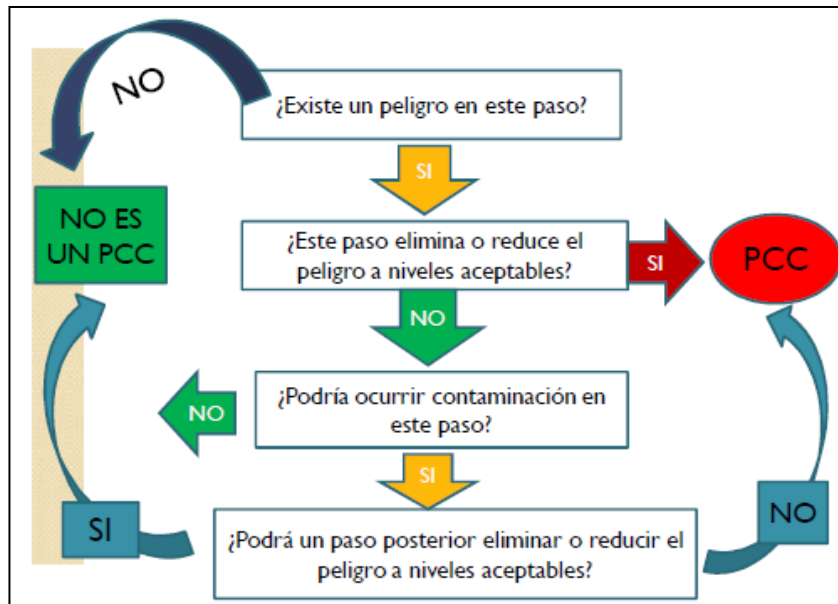 NO
¿Existe un peligro en este paso?
SI
NO ES
UN PCC
¿Este paso elimina o reduce el
peligro a niveles aceptables?
SI
PCC
NO
¿Podría ocurrir contaminación en
este paso?
NO
SI
¿Podrá un paso posterior eliminar o reducir el
peligro a niveles aceptables?
SI
NO